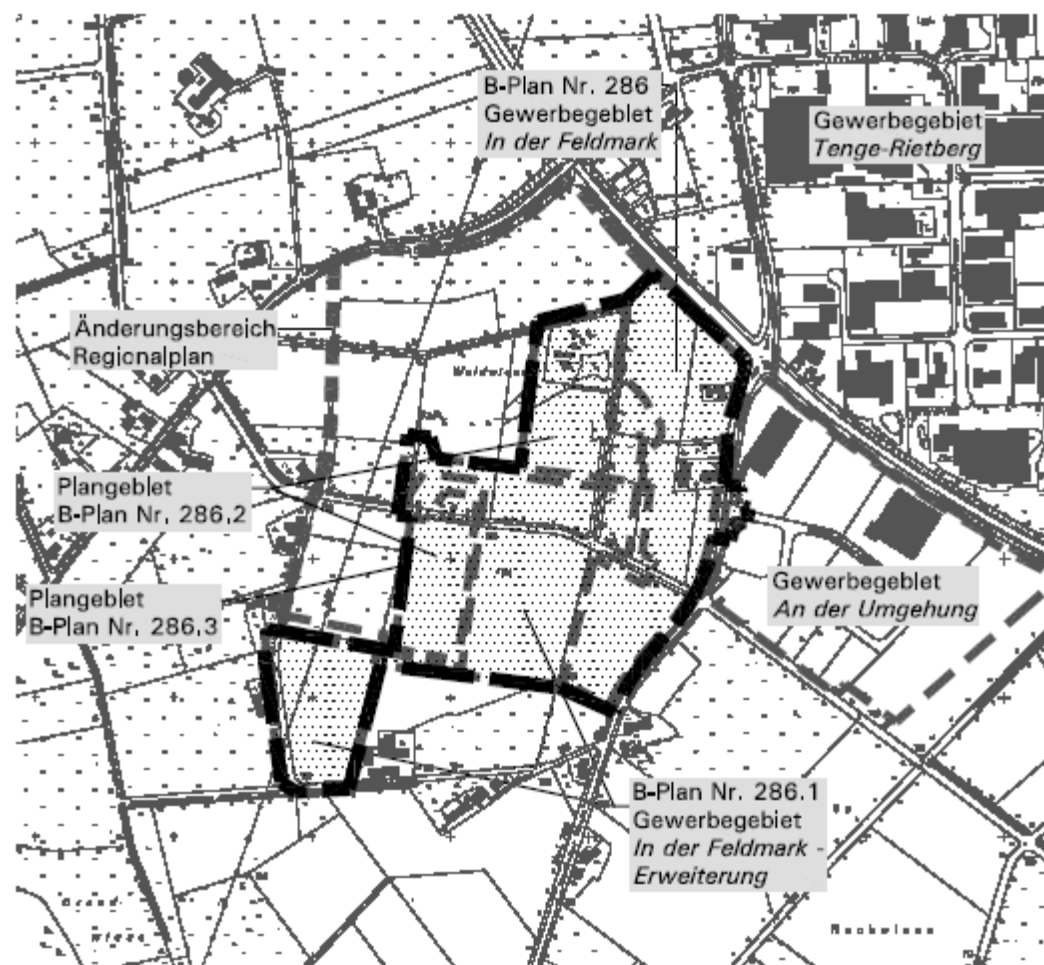 B-Plan Nr. 286
Gewerbegebiet
In der Feldmark
Gewerbegebiet
Tenge-Rietberg
Änderungsbereich
Regionalplan
Plangebiet
B-Plan Nr. 286.2
Plangebiet
B-Plan Nr. 286.3
Gewerbegebiet
An der Umgehung
B-Plan Nr. 286.1
Gewerbegebiet
In der Feldmark -
Erweiterung